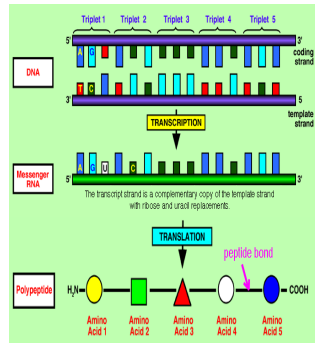 Triplet 1 Triplet 2 Triplet 3 Triplet 4 Triplet 5
5' 3'
A G
coding
strand
DNA
T C
3' 5
template
strand
TRANSCRIPTION
Messenger
RNA
A G U C
5' 3'
The transcript strand is a complementary copy of the template strand
with ribose and uracil replacements.
TRANSLATION
peplide bond
Polypeptide
H₂N COOH
Amino
Acid 1
Amino
Acid 2
Amino
Acid 3
Amino
Acid 4
Amino
Acid 5